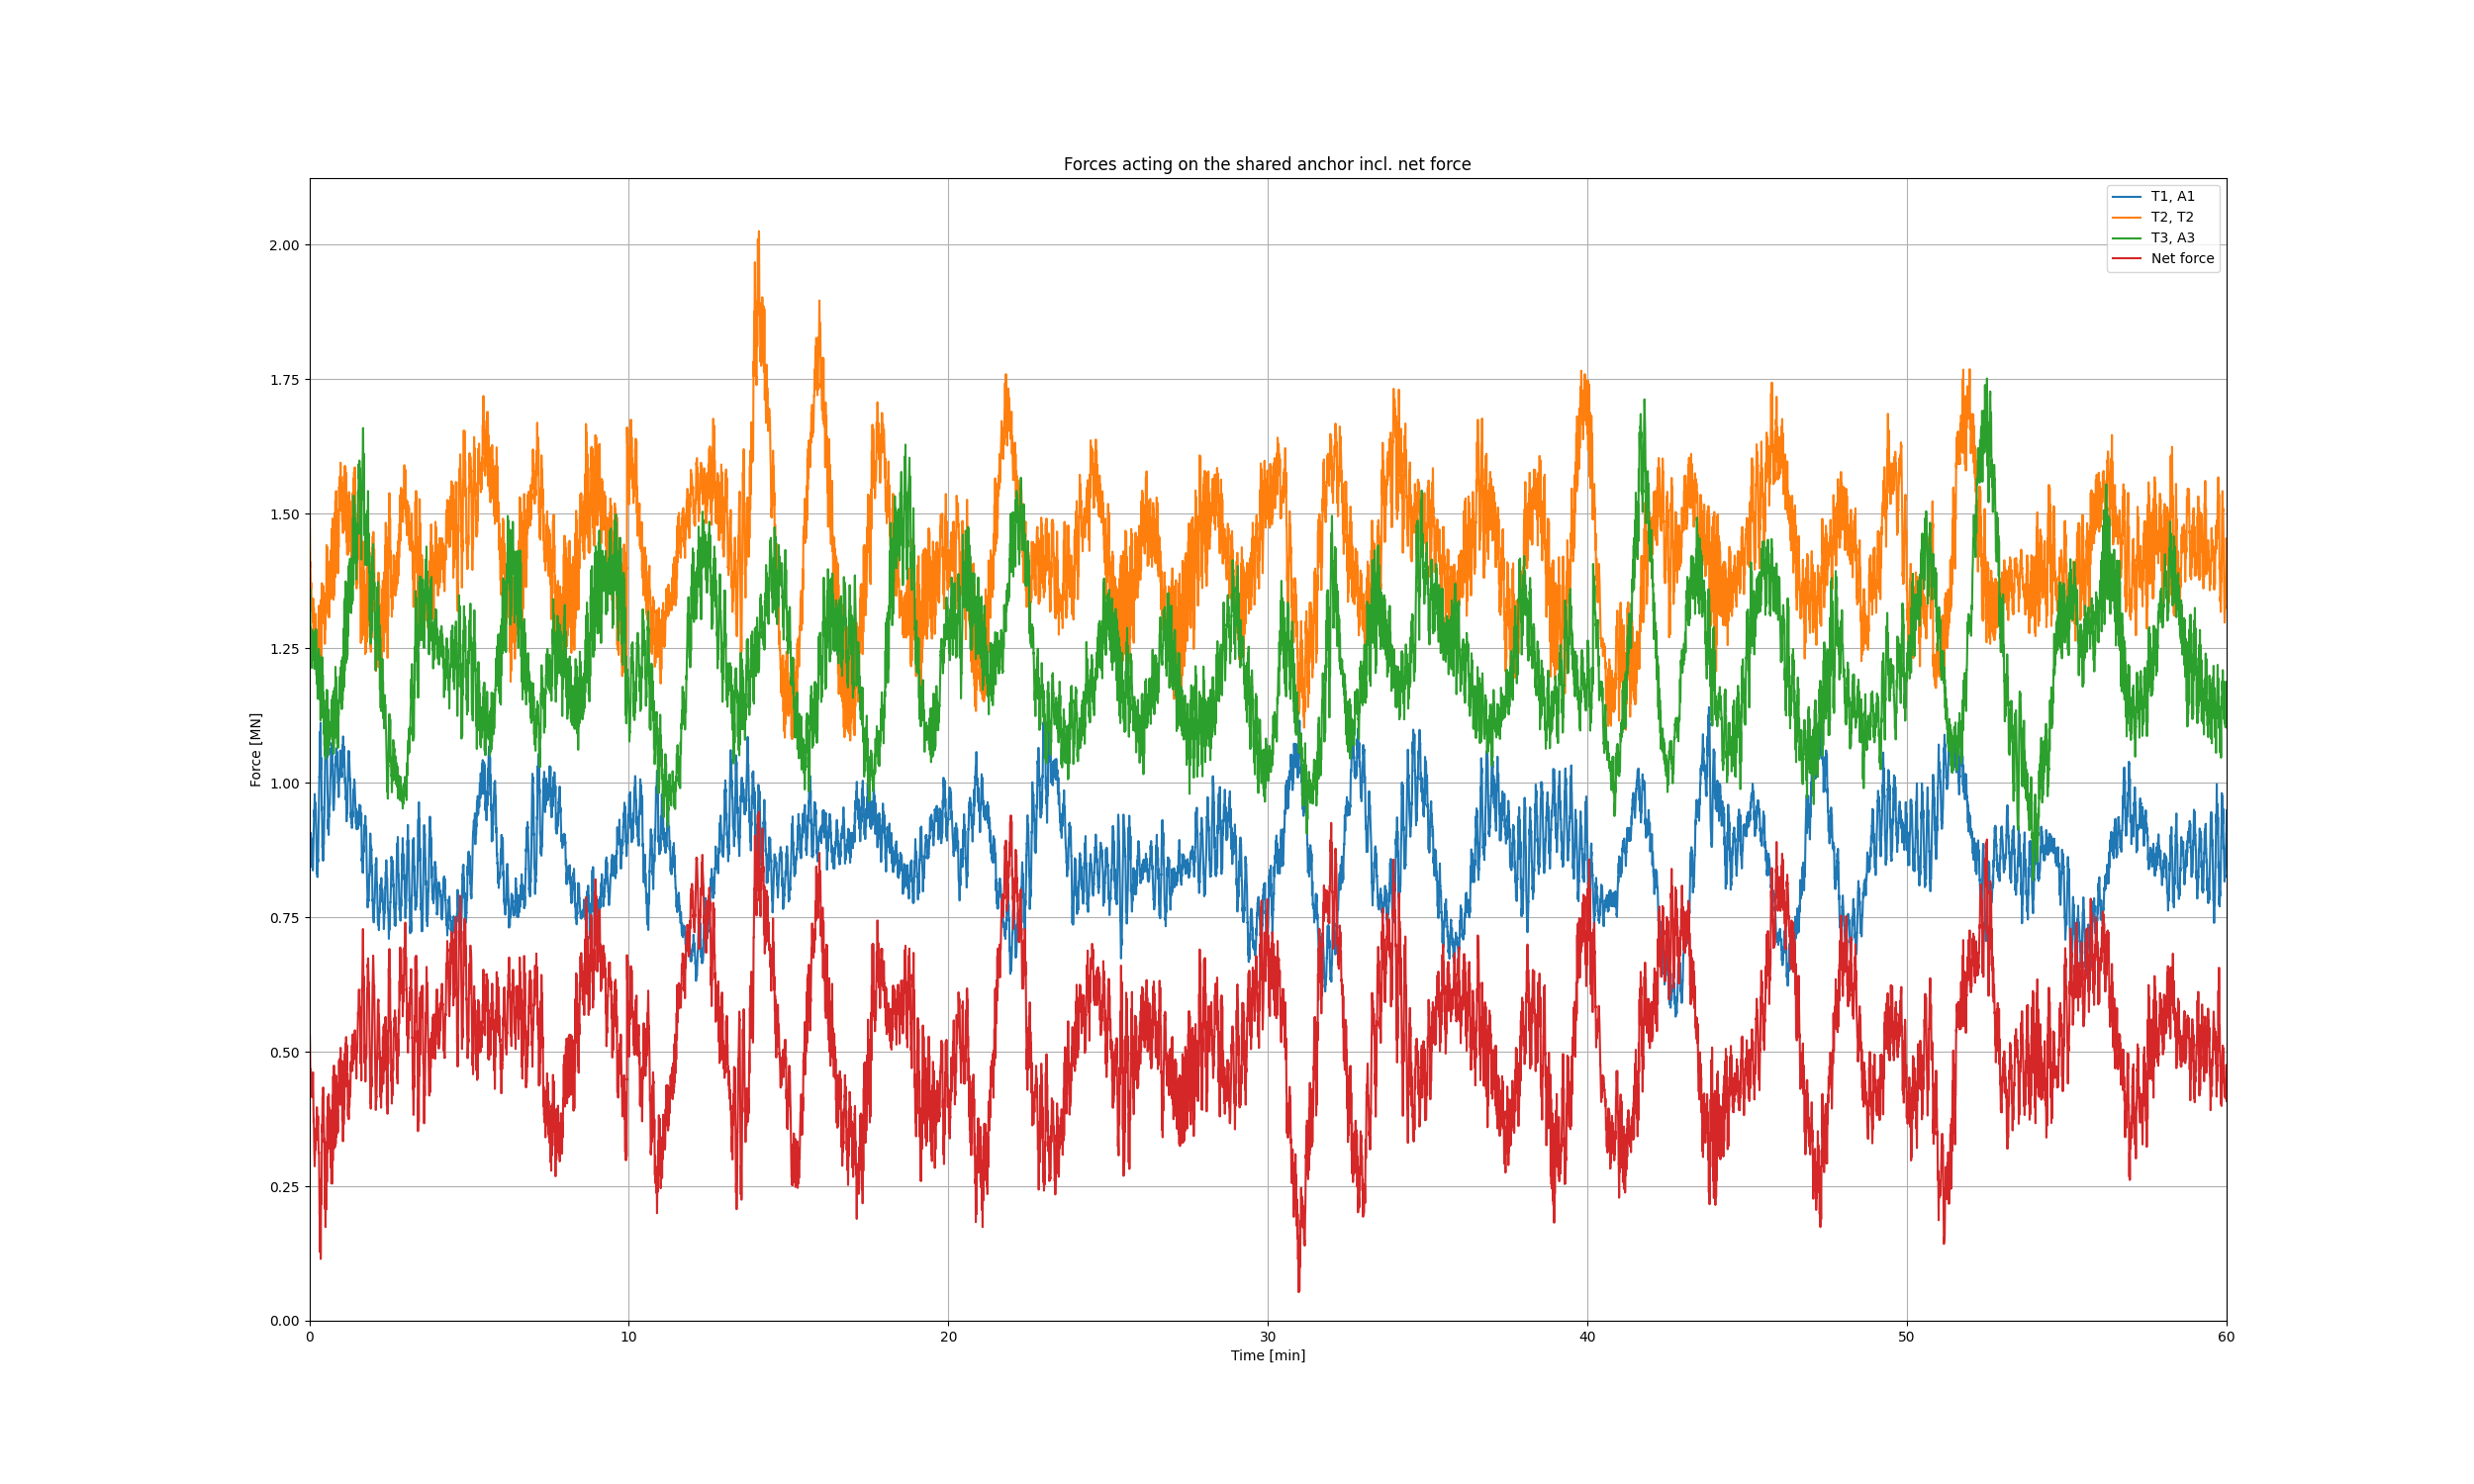 Forces acting on the shared anchor incl. net force
T1, A1
T2, T2
T3, A3
Net force
Force [MN]
2.00
1.75
1.50
1.25
1.00
0.75
0.50
0.25
0.00
0 10 20 30 40 50 60
Time [min]